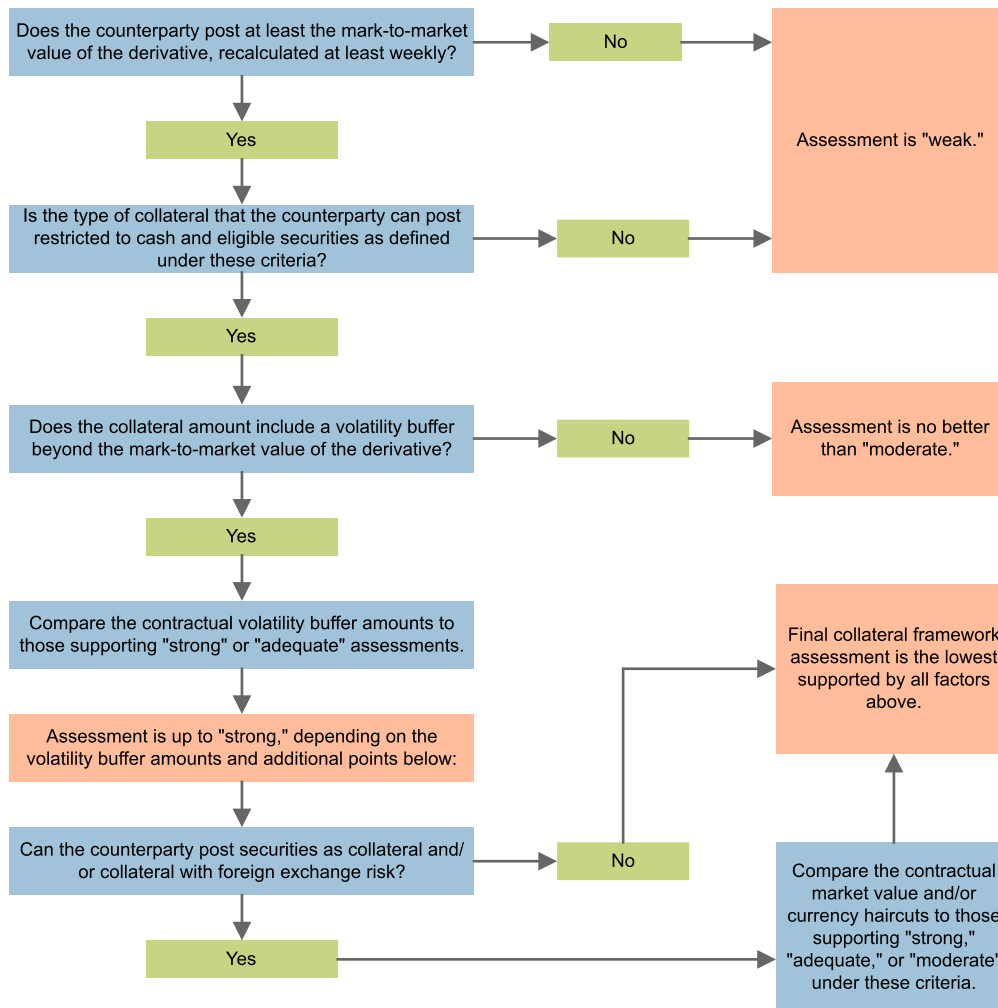 Does the counterparty post at least the mark-to-market
value of the derivative, recalculated at least weekly?
No
Assessment is "weak."
Yes
Is the type of collateral that the counterparty can post
restricted to cash and eligible securities as defined
under these criteria?
No
Yes
Does the collateral amount include a volatility buffer
beyond the mark-to-market value of the derivative?
No
Assessment is no better
than "moderate."
Yes
Compare the contractual volatility buffer amounts to
those supporting "strong" or "adequate" assessments.
Assessment is up to "strong," depending on the
volatility buffer amounts and additional points below:
Can the counterparty post securities as collateral and/
or collateral with foreign exchange risk?
No
Final collateral framework
assessment is the lowest
supported by all factors
above.
Yes
Compare the contractual
market value and/or
currency haircuts to those
supporting "strong,"
"adequate," or "moderate"
under these criteria.